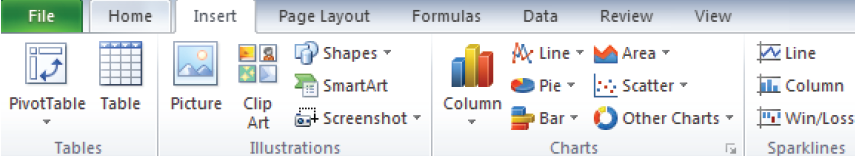 File Home Insert Page Layout Formulas Data Review View
PivotTable
Table
Picture
Clip
Art
Shapes
SmartArt
Screenshot
Column
Line
Pie
Bar
Area
Scatter
Other Charts
Line
Column
Win/Loss
Tables
Illustrations
Charts
Sparklines